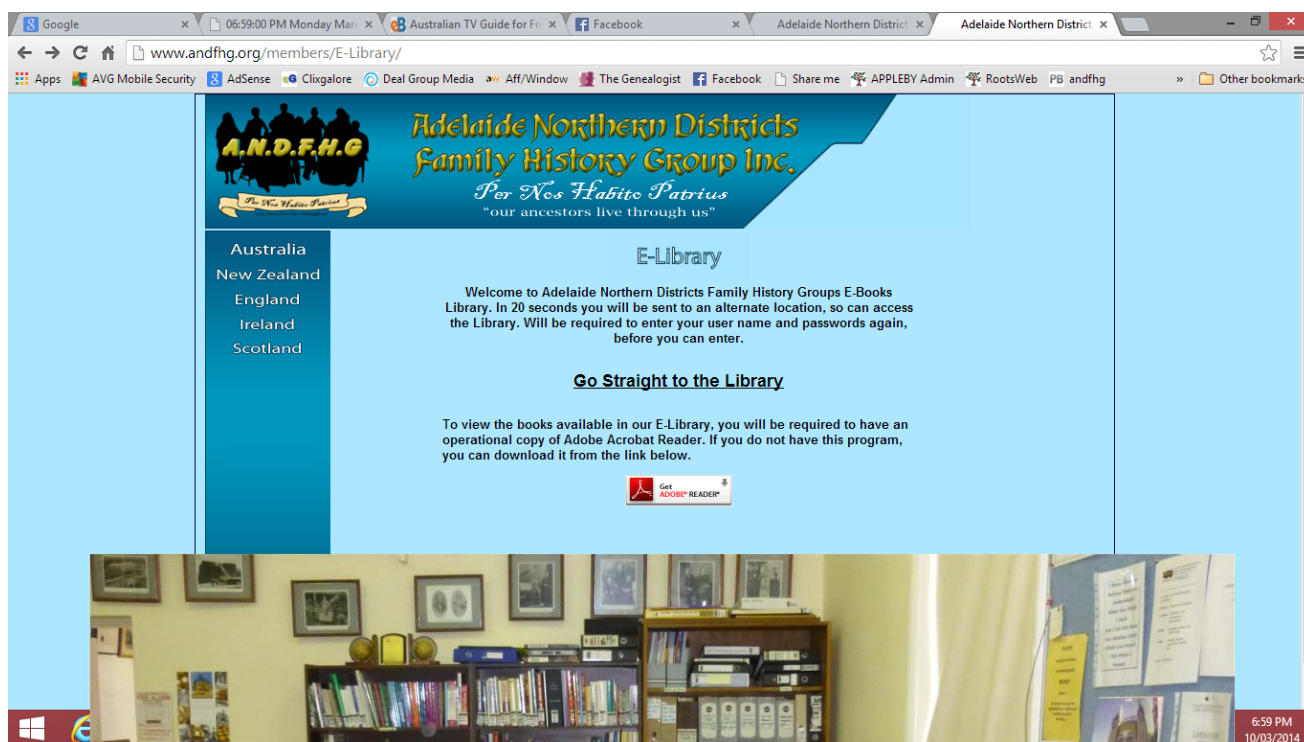 Google
06:59:00 PM Monday Marc
Australian TV Guide for Fr
Facebook
Adelaide Northern District
Adelaide Northern District
www.andfhg.org/members/E-Library/
Apps AVG Mobile Security AdSense Clixgalore Deal Group Media Aff/Window The Genealogist Facebook Share me APPLEBY Admin RootsWeb PB andfhg » Other bookmark
A.N.D.F.H.G
Per Nos Habito Patrius
Adelaide Northern Districts
Family History Group Inc.
Per Nos Habito Patrius
"our ancestors live through us"
Australia
New Zealand
England
Ireland
Scotland
E-Library
Welcome to Adelaide Northern Districts Family History Groups E-Books
Library. In 20 seconds you will be sent to an alternate location, so can access
the Library. Will be required to enter your user name and passwords again,
before you can enter.
Go Straight to the Library
To view the books available in our E-Library, you will be required to have an
operational copy of Adobe Acrobat Reader. If you do not have this program,
you can download it from the link below.
Get
ADOBE® READER®
6:59 PM
10/03/2014